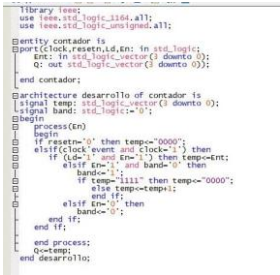 library ieee;
use ieee.std_logic_1164.all;
use ieee.std_logic_unsigned.all;
entity contador is
port(clock,resetn,Ld,En: in std_logic;
Ent: in std_logic_vector(3 downto 0);
Q: out std_logic_vector(3 downto 0));
end contador;
architecture desarrollo of contador is
signal temp: std_logic_vector(3 downto 0);
signal band: std_logic:='0';
begin
process(En)
begin
if resetn='0' then temp<="0000";
elsif(clock'event and clock='1') then
if (Ld='1' and En='1') then temp<=Ent;
elsif En='1' and band='0' then
band<='1';
if temp="1111" then temp<="0000";
else temp<=temp+1;
end if;
elsif En='0' then
band<='0';
end if;
end if;
end process;
Q<=temp;
end desarrollo;